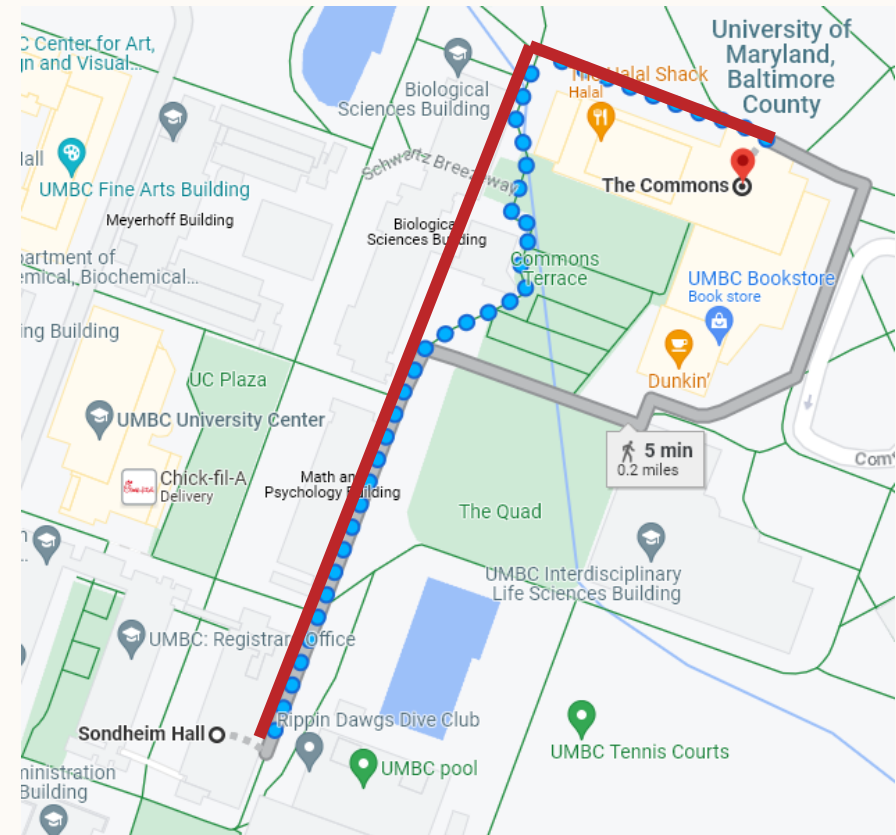 C Center for Art,
gn and Visual...
University of
Maryland,
Baltimore
County
The Halal Shack
Halal
Biological
Sciences Building
Schwartz Breezeway
The Commons
UMBC Fine Arts Building
Meyerhoff Building
Biological
Sciences Building
Commons
Terrace
UMBC Bookstore
Book store
Dunkin'
partment of
emical, Biochemical...
ing Building
UC Plaza
UMBC University Center
Chick-fil-A
Delivery
Math and
Psychology Building
5 min
0.2 miles
Com
The Quad
UMBC Interdisciplinary
Life Sciences Building
UMBC: Registrar Office
Sondheim Hall
Rippin Dawgs Dive Club
UMBC pool
UMBC Tennis Courts
ministration
Building